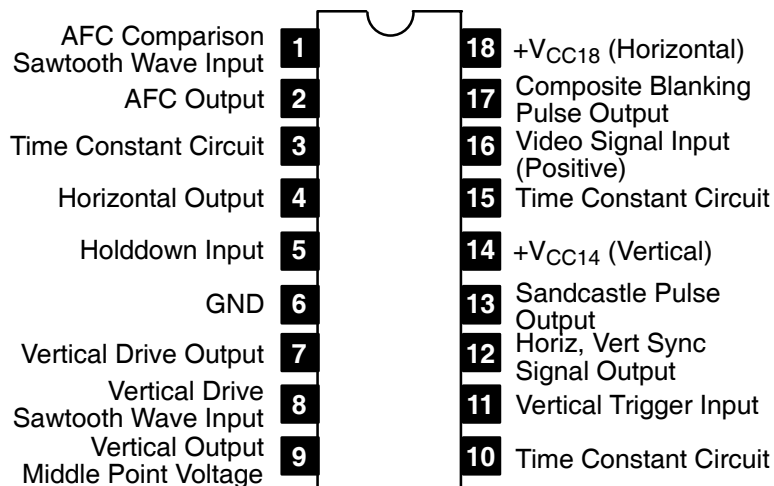 AFC Comparison
Sawtooth Wave Input
1
AFC Output
2
Time Constant Circuit
3
Horizontal Output
4
Holddown Input
5
GND
6
Vertical Drive Output
7
Vertical Drive
Sawtooth Wave Input
8
Vertical Output
Middle Point Voltage
9
18 +VCC18 (Horizontal)
17
Composite Blanking
Pulse Output
16
Video Signal Input
(Positive)
15 Time Constant Circuit
14 +VCC14 (Vertical)
13
Sandcastle Pulse
Output
12
Horiz, Vert Sync
Signal Output
11 Vertical Trigger Input
10 Time Constant Circuit